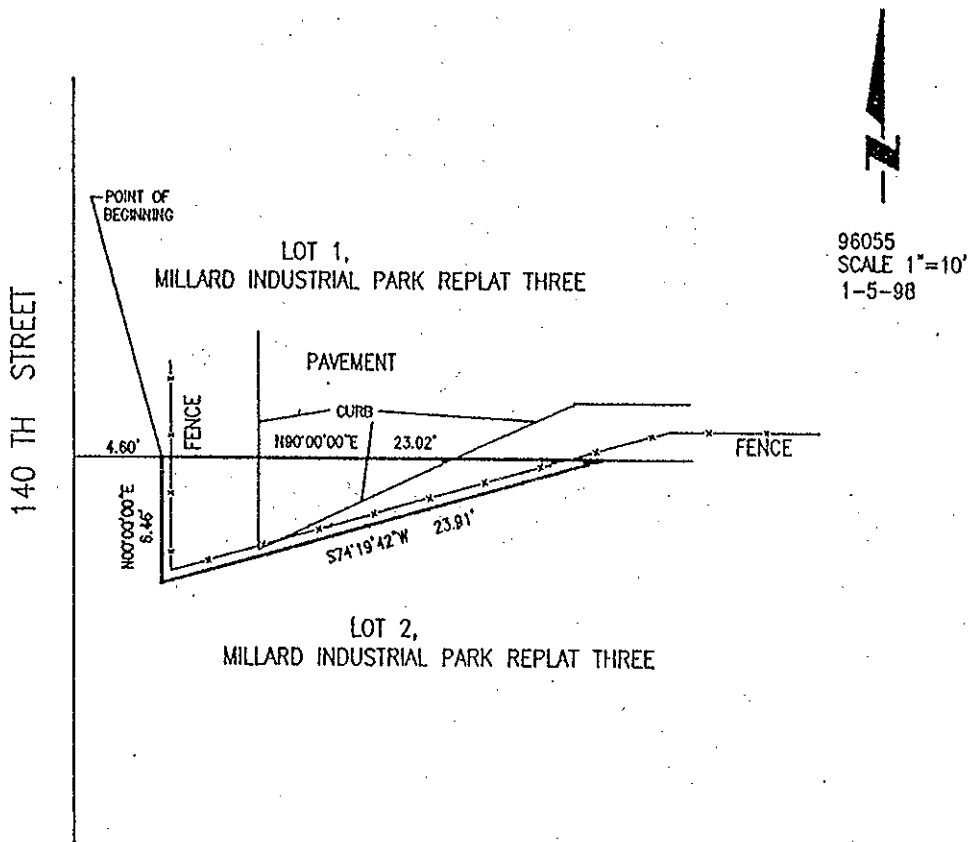 POINT OF
BEGINNING
LOT 1,
MILLARD INDUSTRIAL PARK REPLAT THREE
N
96055
SCALE 1"=10'
1-5-98
140 TH STREET
PAVEMENT
FENCE
CURB
4.60'
N90°00'00"E 23.02'
FENCE
N00°00'00"E
6.46'
S74°19'42"W 23.91'
LOT 2,
MILLARD INDUSTRIAL PARK REPLAT THREE